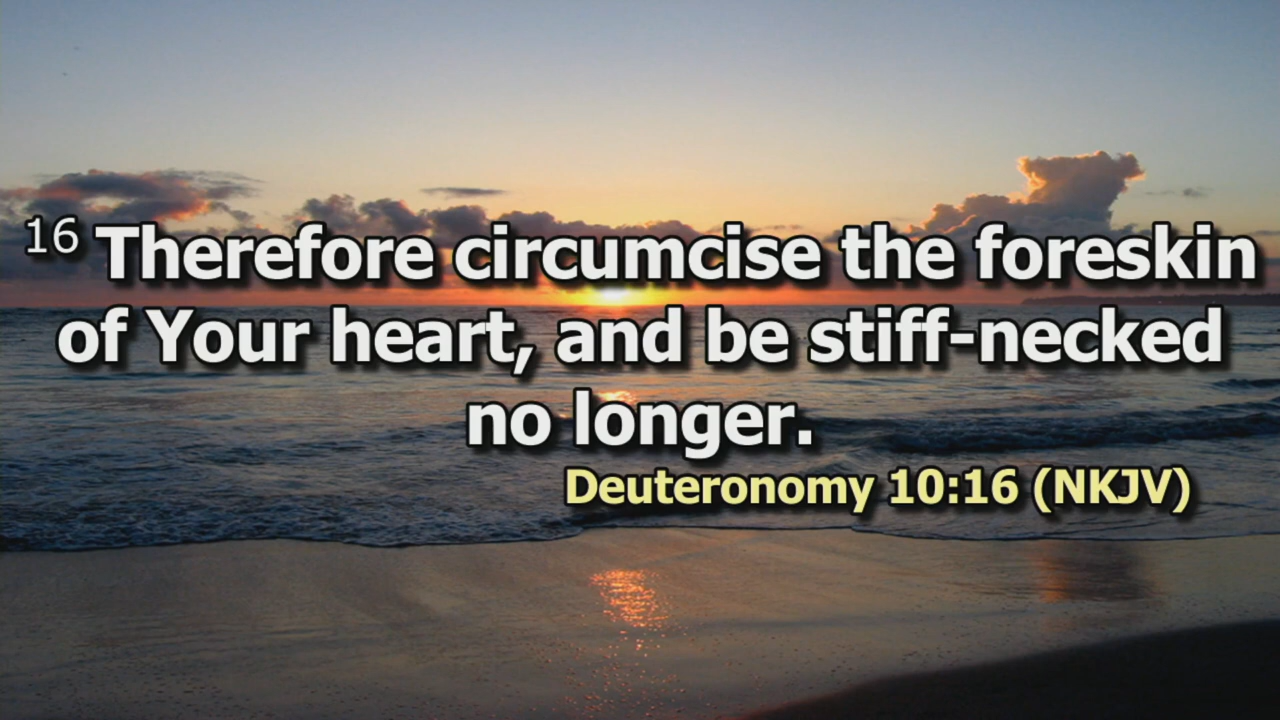 16 Therefore circumcise the foreskin
of Your heart, and be stiff-necked
no longer.
Deuteronomy 10:16 (NKJV)